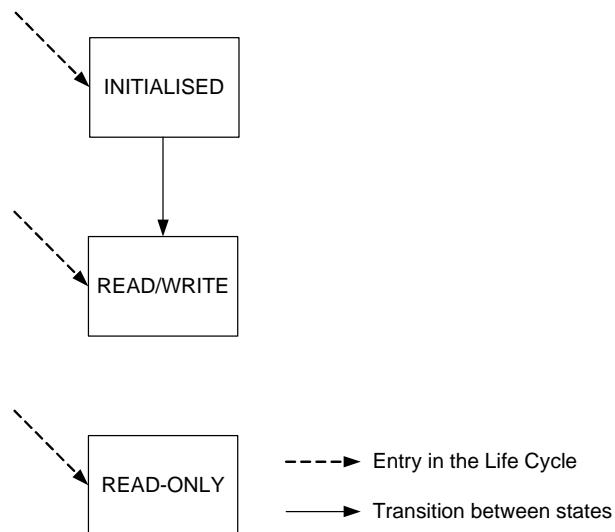 INITIALISED
READ/WRITE
READ-ONLY
Entry in the Life Cycle
Transition between states